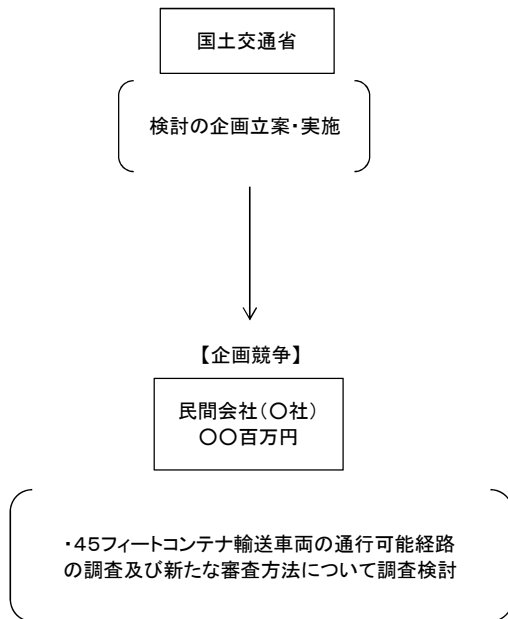 国土交通省
検討の企画立案・実施
【企画競争】
民間会社(〇社)
〇〇百万円
・45フィートコンテナ輸送車両の通行可能経路
の調査及び新たな審査方法について調査検討